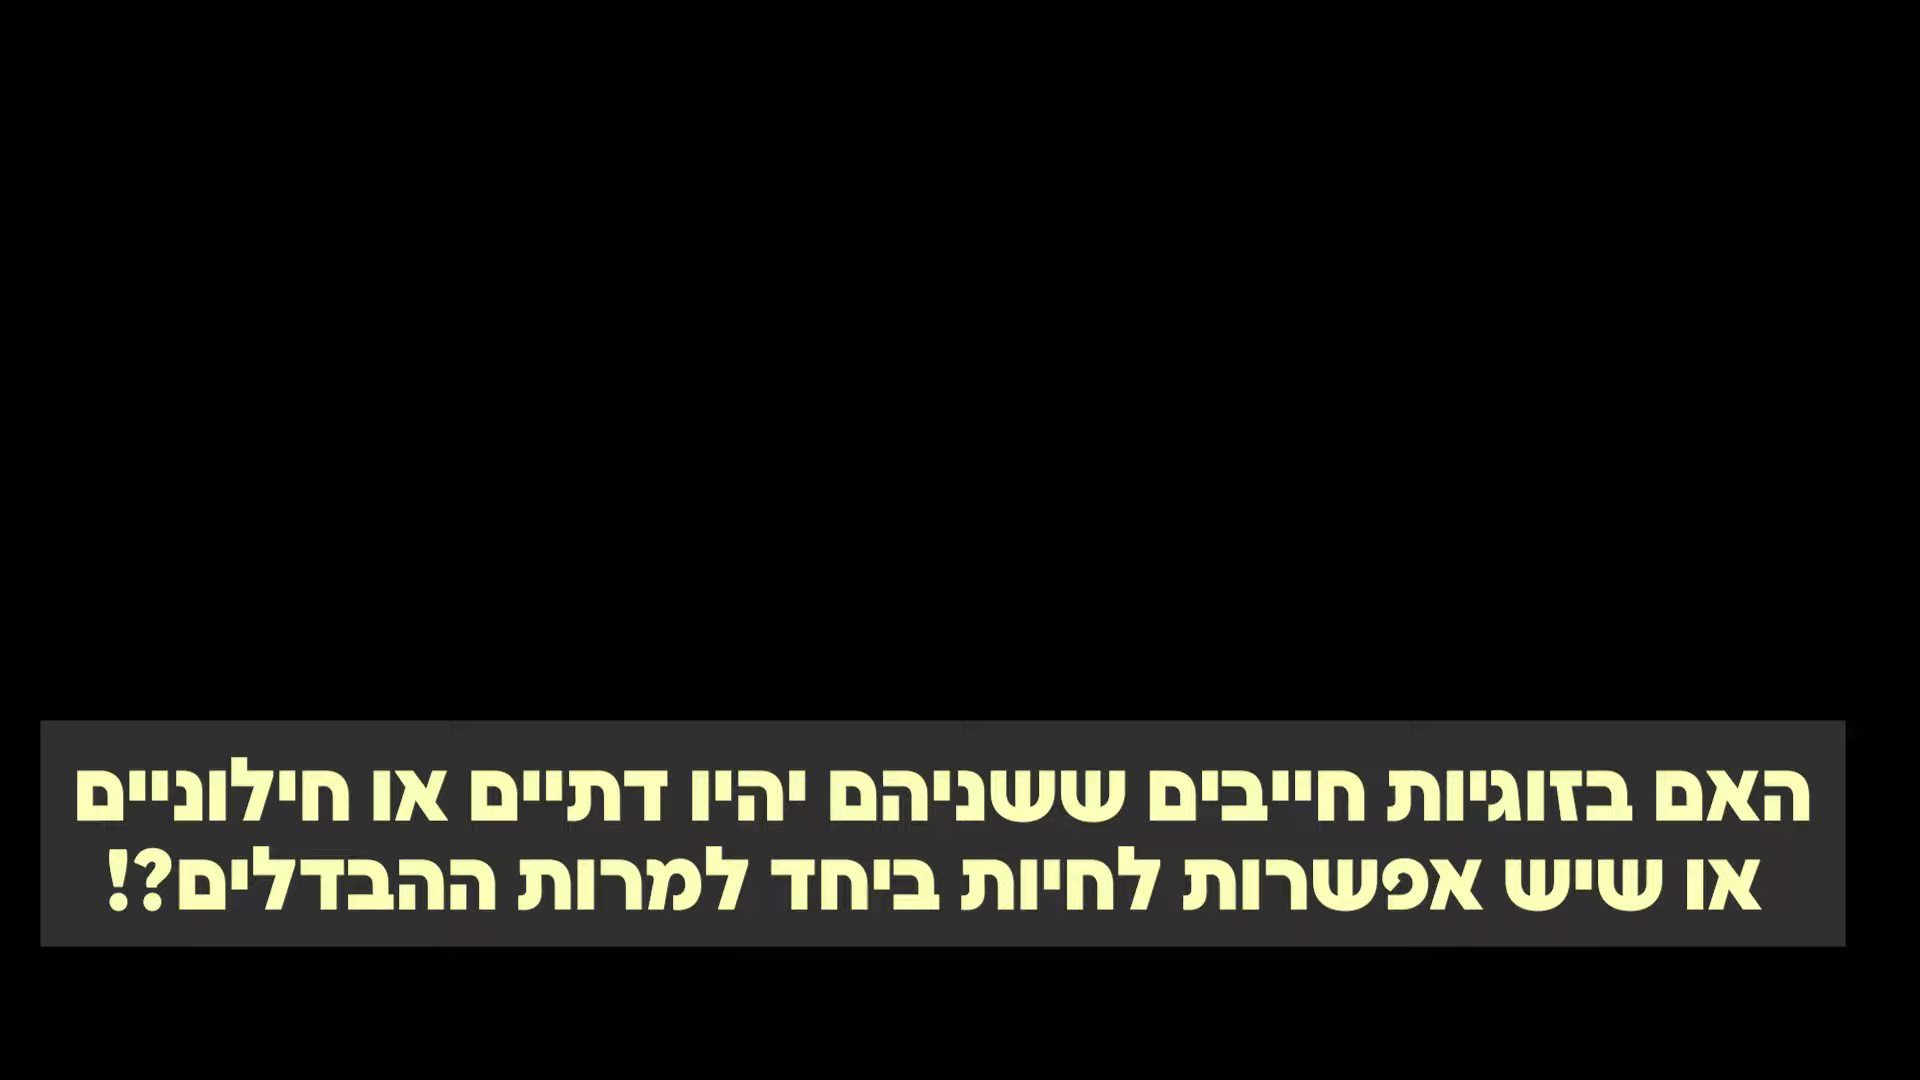 האם בזוגיות חייבים ששניהם יהיו דתיים או חילוניים
או שיש אפשרות לחיות ביחד למרות ההבדלים?!